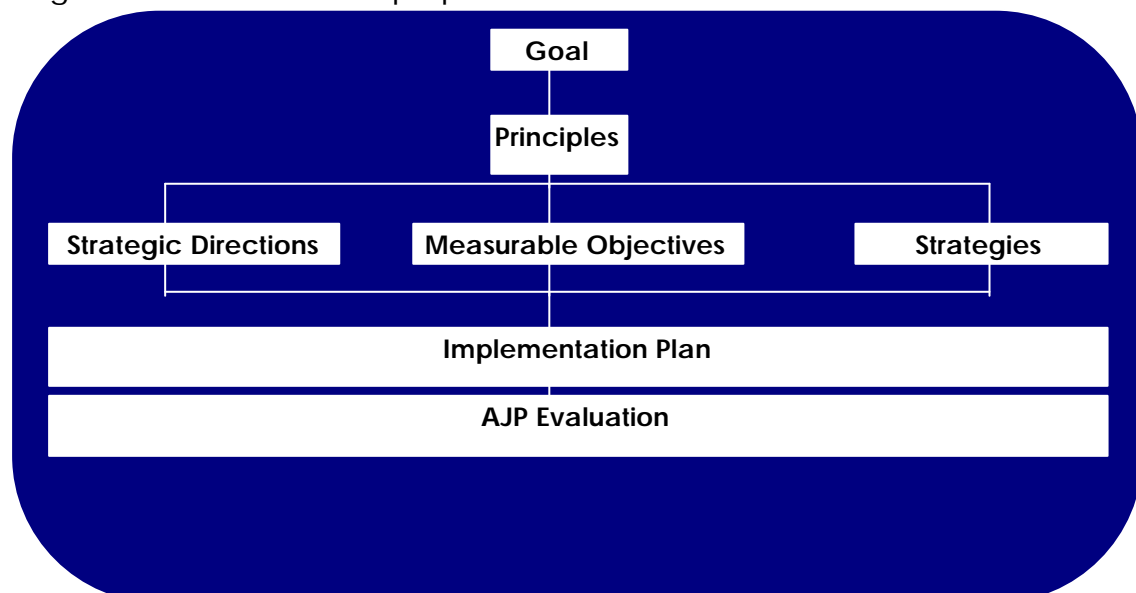 Goal
Principles
Strategic Directions Measurable Objectives Strategies
Implementation Plan
AJP Evaluation